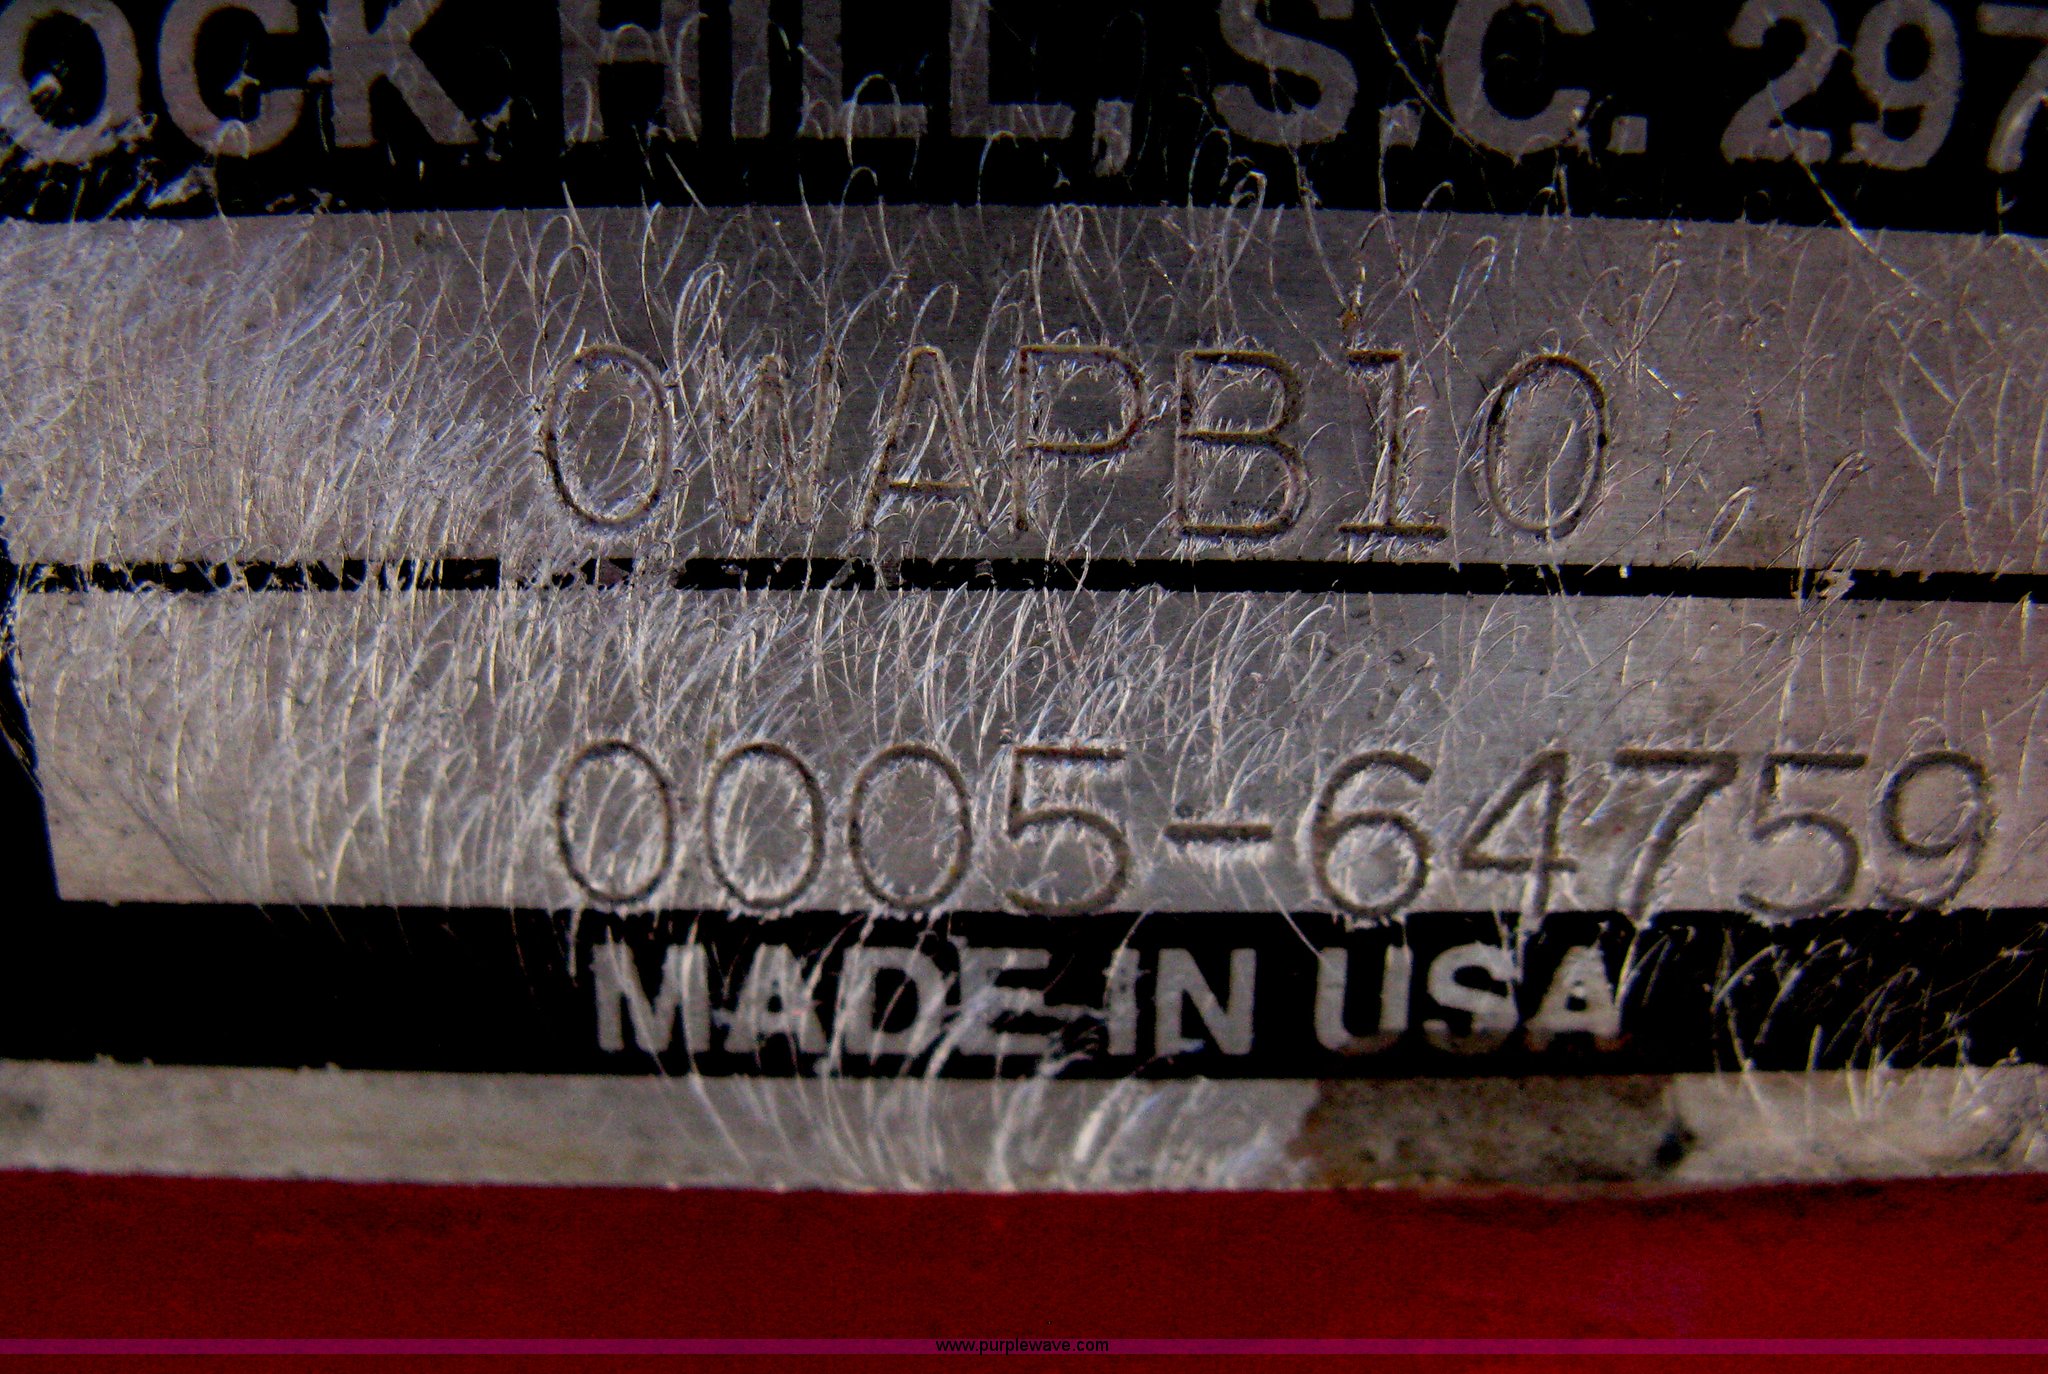 OCK HILL, S.C. 297
0WAPB10
0005-64759
MADE IN USA
www.purplewave.com